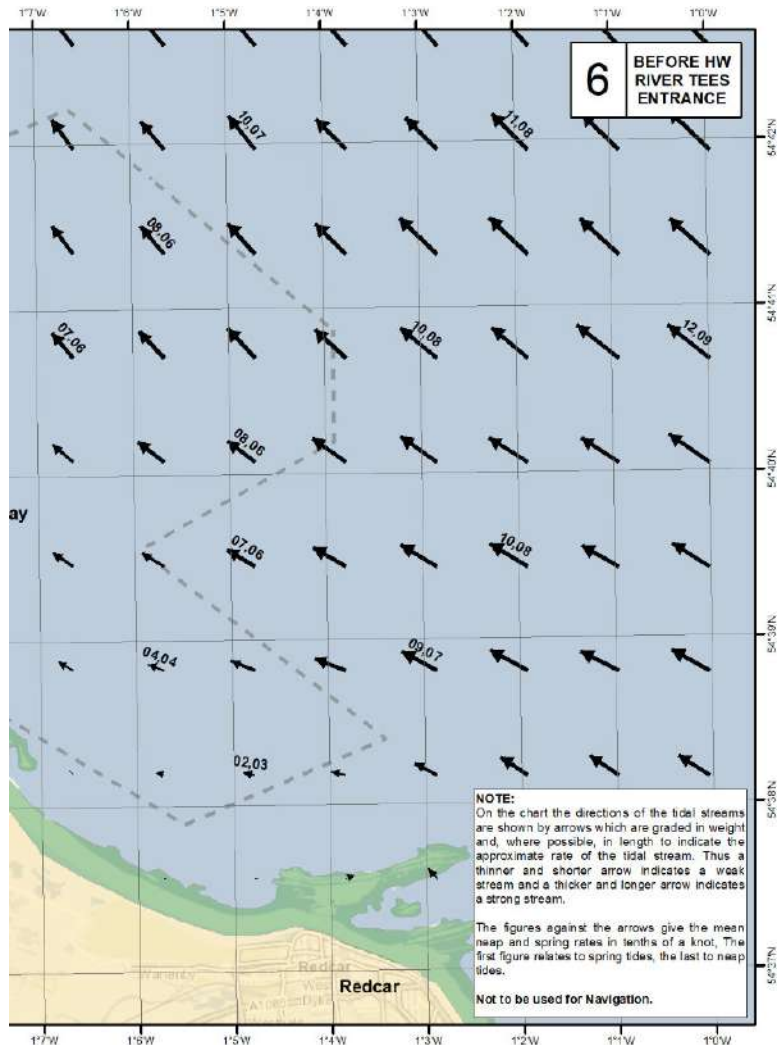 1°7'W 1°6'W 1°5'W 1°4'W 1°3'W 1°2'W 1°1'W 1°0'W
6
BEFORE HW
RIVER TEES
ENTRANCE
10,07
11,08
54°42'N
08,06
54°41'N
07,06
10,08
12,09
08,06
54°40'N
ay
07,06
10,08
54°39'N
04,04
09,07
02,03
54°38'N
NOTE:
On the chart the directions of the tidal streams
are shown by arrows which are graded in weight
and, where possible, in length to indicate the
approximate rate of the tidal stream. Thus a
thinner and shorter arrow indicates a weak
stream and a thicker and longer arrow indicates
a strong stream.
The figures against the arrows give the mean
neap and spring rates in tenths of a knot, The
first figure relates to spring tides, the last to neap
tides.
Not to be used for Navigation.
54°37'N
Warrenby
Redcar
Redcar
1°7'W 1°6'W 1°5'W 1°4'W 1°3'W 1°2'W 1°1'W 1°0'W